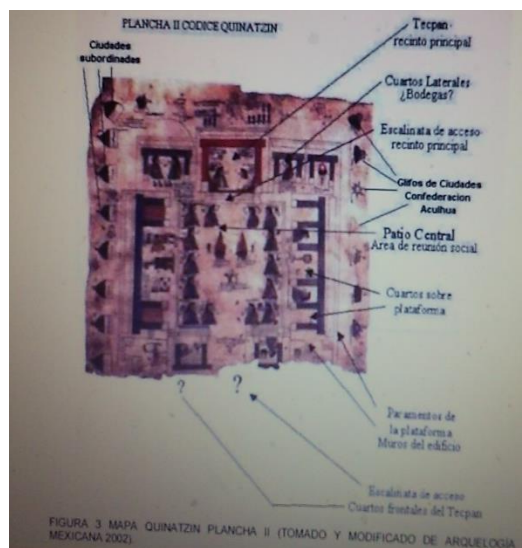 PLANCHA II CODICE QUINATZIN
Ciudades
subordinadas
Tecpan
recinto principal
Cuartos Laterales
¿Bodegas?
Escalinata de acceso
recinto principal
Glifos de Ciudades
Confederacion
Aculhua
Patio Central
Area de reunión social
Cuartos sobre
plataforma
Paramentos de
la plataforma
Muros del edificio
?
?
Escalinata de acceso
Cuartos frontales del Tecpan
FIGURA 3. MAPA QUINATZIN PLANCHA II (TOMADO Y MODIFICADO DE ARQUELOGIA
MEXICANA 2002).